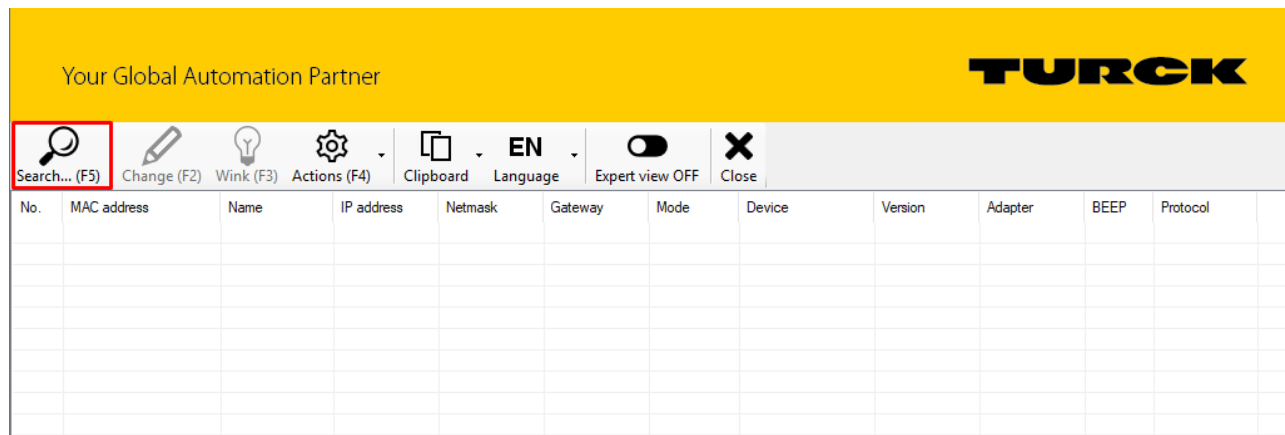 Your Global Automation Partner
TURCK
Search... (F5) Change (F2) Wink (F3) Actions (F4) Clipboard EN Language Expert view OFF Close
No. MAC address Name IP address Netmask Gateway Mode Device Version Adapter BEEP Protocol